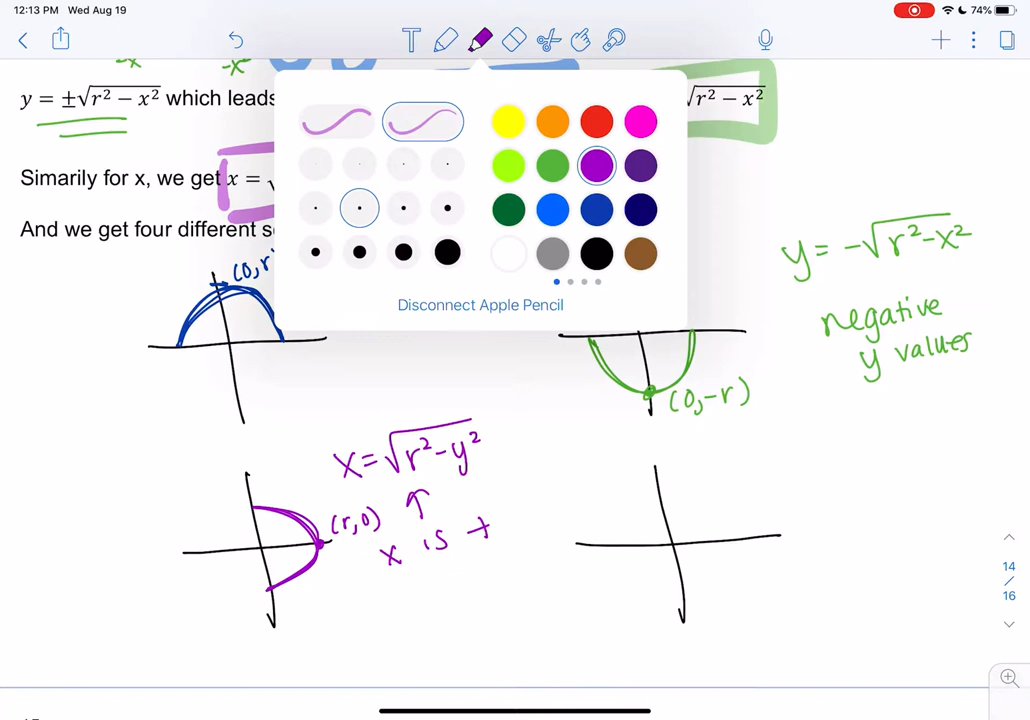 12:13 PM Wed Aug 19
74%
T
-x
-x²
y = ±√r² − x² which leads
√r² − x²
Simarily for x, we get x = √
And we get four different s
Disconnect Apple Pencil
(0,r
y = -√r²-x²
negative
y values
(0,-r)
x = √r²-y²
(r,0)
x is +
14
/
16